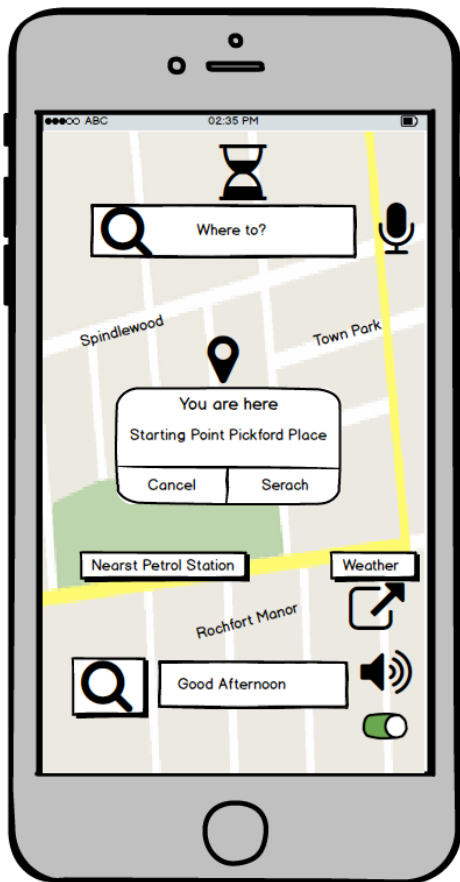 ABC 02:35 PM
Where to?
Spindlewood
Town Park
You are here
Starting Point Pickford Place
Cancel Serach
Nearst Petrol Station Weather
Rochfort Manor
Good Afternoon